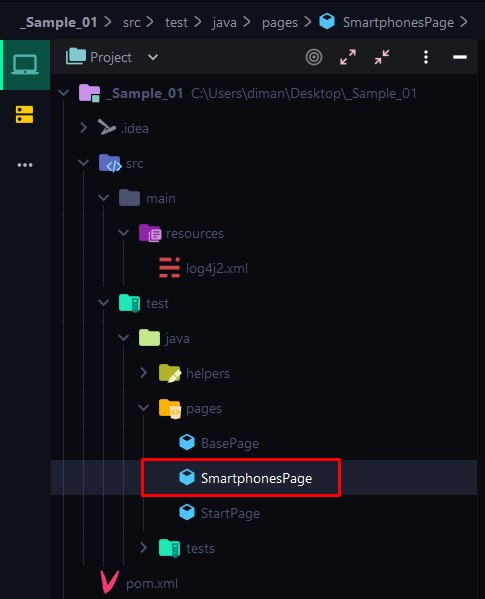 _Sample_01 > src > test > java > pages > SmartphonesPage >
Project
_Sample_01 C:\Users\diman\Desktop\_Sample_01
.idea
src
main
resources
log4j2.xml
test
java
helpers
pages
BasePage
SmartphonesPage
StartPage
tests
pom.xml